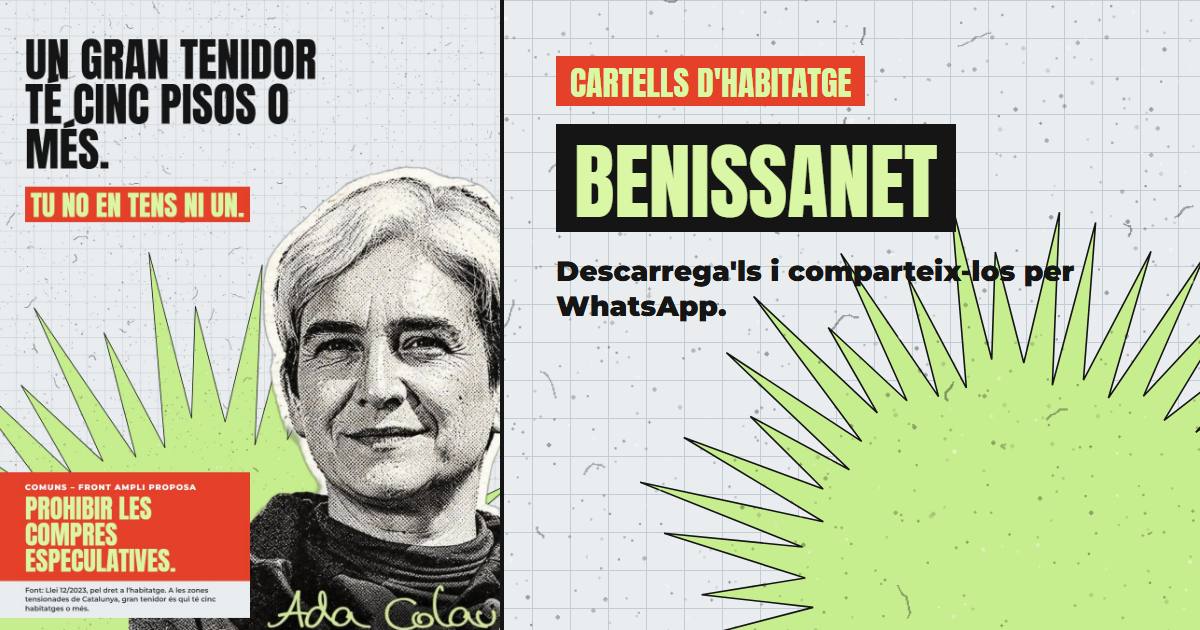 UN GRAN TENIDOR
TÉ CINC PISOS O
MÉS.
TU NO EN TENS NI UN.
COMUNS – FRONT AMPLI PROPOSA
PROHIBIR LES
COMPRES
ESPECULATIVES.
Font: Llei 12/2023, pel dret a l'habitatge. A les zones
tensionades de Catalunya, gran tenidor és qui té cinc
habitatges o més.
Ada Colau
CARTELLS D'HABITATGE
BENISSANET
Descarrega'ls i comparteix-los per
WhatsApp.